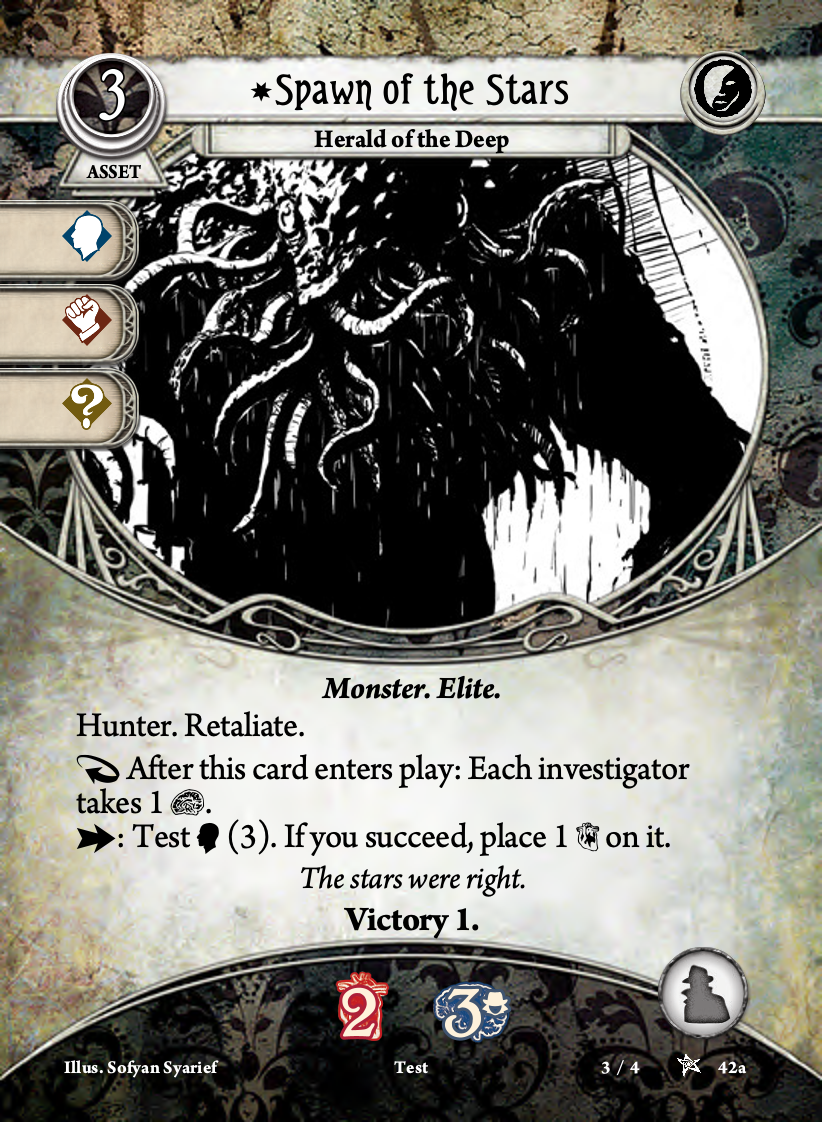 3
Spawn of the Stars
Herald of the Deep
ASSET
?
Monster. Elite.
Hunter. Retaliate.
After this card enters play: Each investigator
takes 1 .
: Test (3). If you succeed, place 1 on it.
The stars were right.
Victory 1.
2 3
Illus. Sofyan Syarief Test 3 / 4 42a